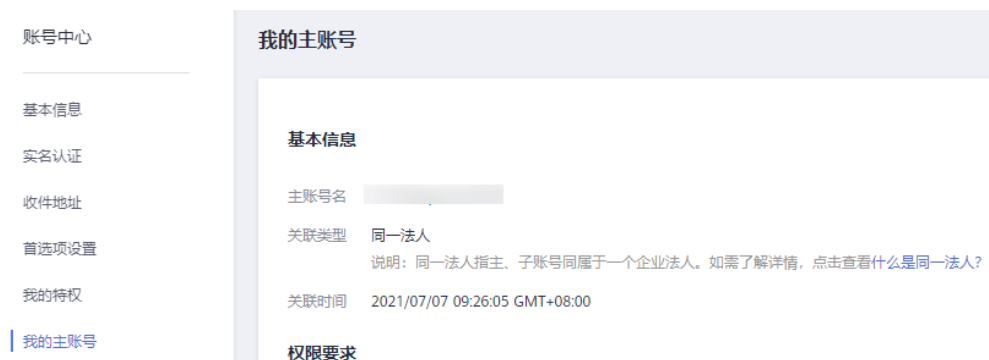 账号中心
基本信息
实名认证
收件地址
首选项设置
我的特权
我的主账号
我的主账号
基本信息
主账号名
关联类型 同一法人
说明：同一法人指主、子账号同属于一个企业法人。如需了解详情，点击查看什么是同一法人？
关联时间 2021/07/07 09:26:05 GMT+08:00
权限要求